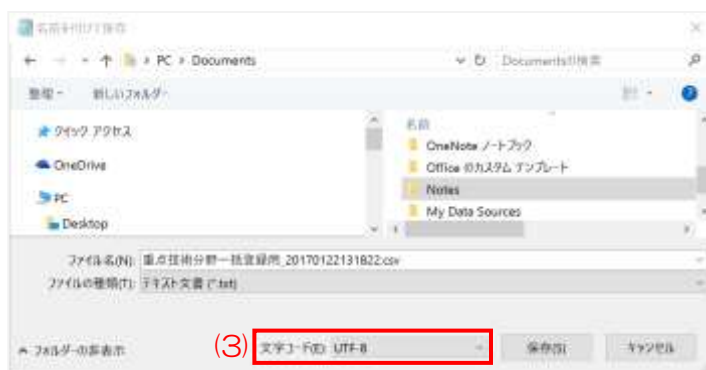 名前を付けて保存
PC > Documents
Documentsの検索
整理
新しいフォルダー
クイック アクセス
OneDrive
PC
Desktop
名前
OneNote ノートブック
Office のカスタム テンプレート
Notes
My Data Sources
ファイル名(N): 重点技術分野一括登録用_20170122131822.csv
ファイルの種類(T): テキスト文書 (*.txt)
フォルダーの非表示
(3)
文字コード(E): UTF-8
保存(S)
キャンセル